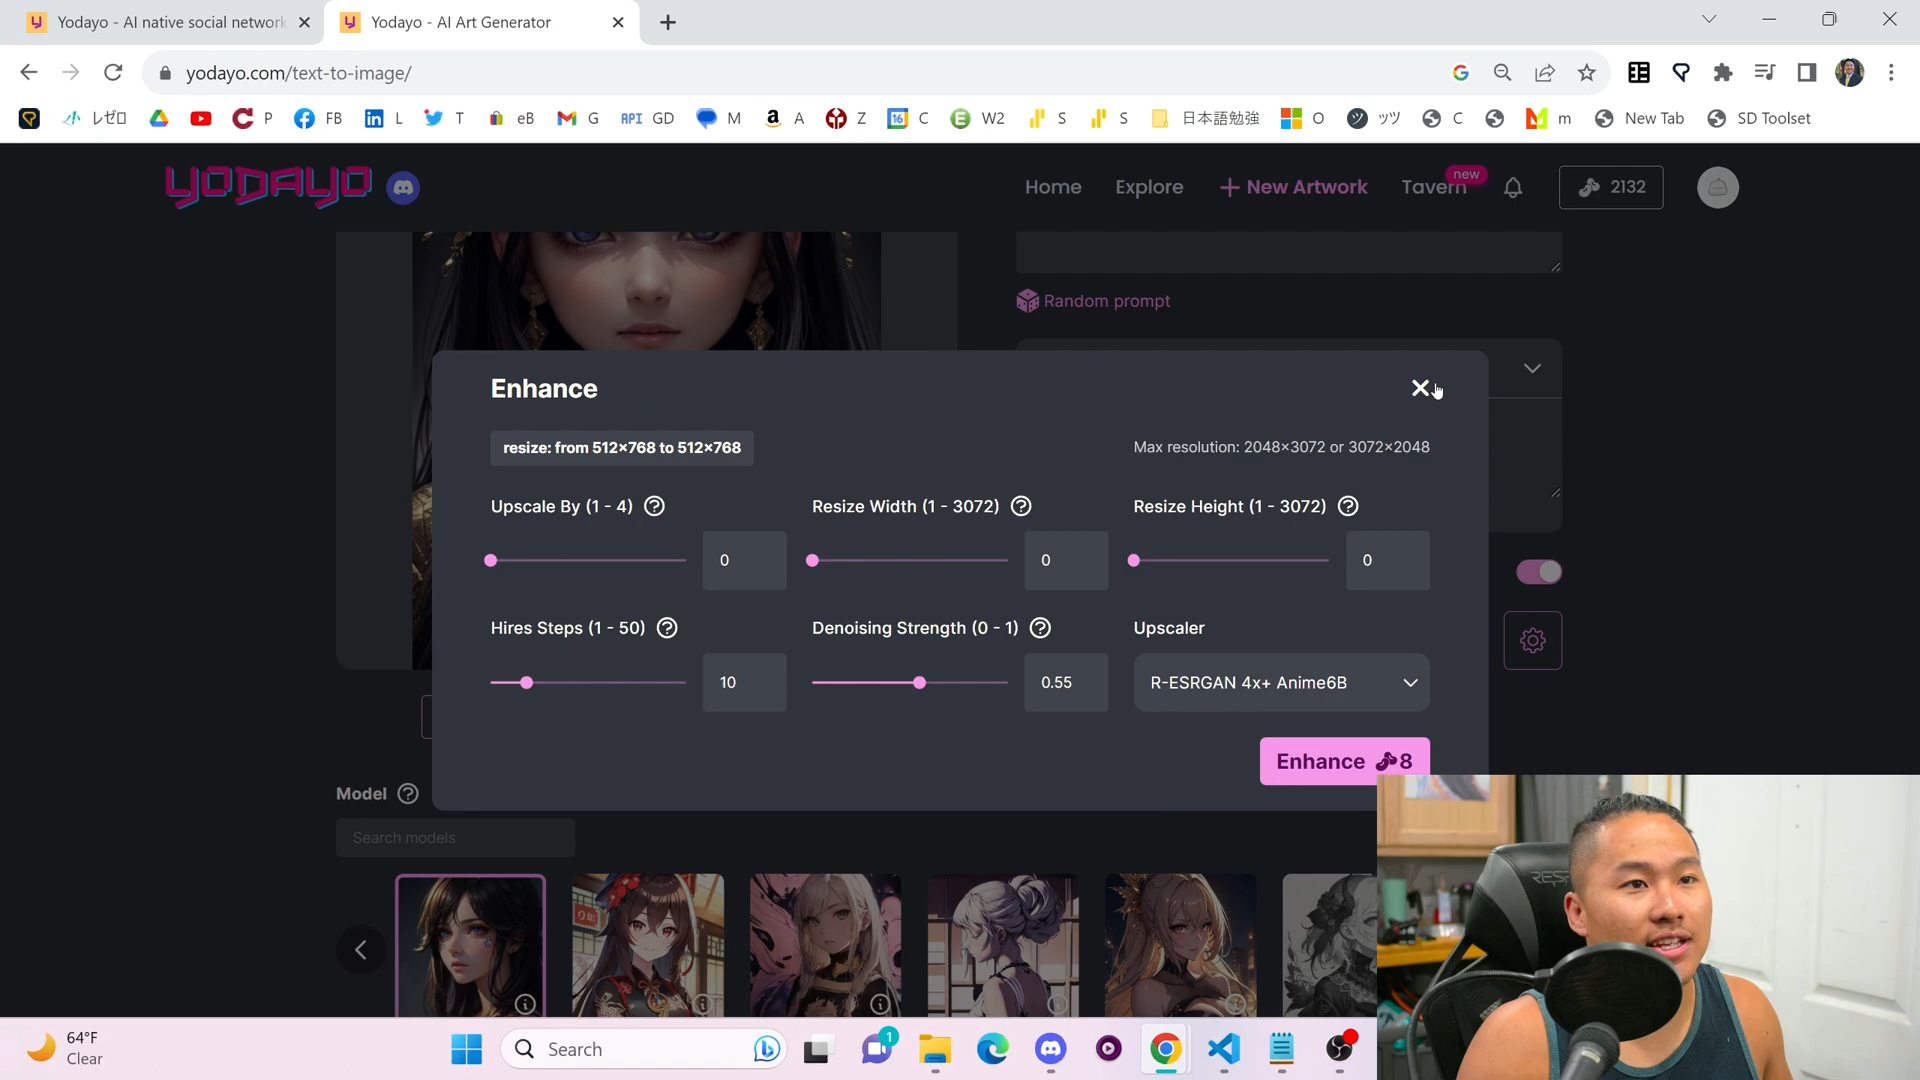 Yodayo - AI native social network
Yodayo - AI Art Generator
yodayo.com/text-to-image/
レゼロ P FB L T eB G API GD M A Z 16 C W2 S S 日本語勉強 O ッツ C m New Tab SD Toolset
YODAYO
Home Explore + New Artwork Tavern new 2132
Random prompt
Enhance
resize: from 512×768 to 512×768
Max resolution: 2048×3072 or 3072×2048
Upscale By (1 - 4) ? Resize Width (1 - 3072) ? Resize Height (1 - 3072) ?
0 0 0
Hires Steps (1 - 50) ? Denoising Strength (0 - 1) ? Upscaler
10 0.55 R-ESRGAN 4x+ Anime6B
Enhance 8
Model ?
Search models
64°F
Clear
Search
1